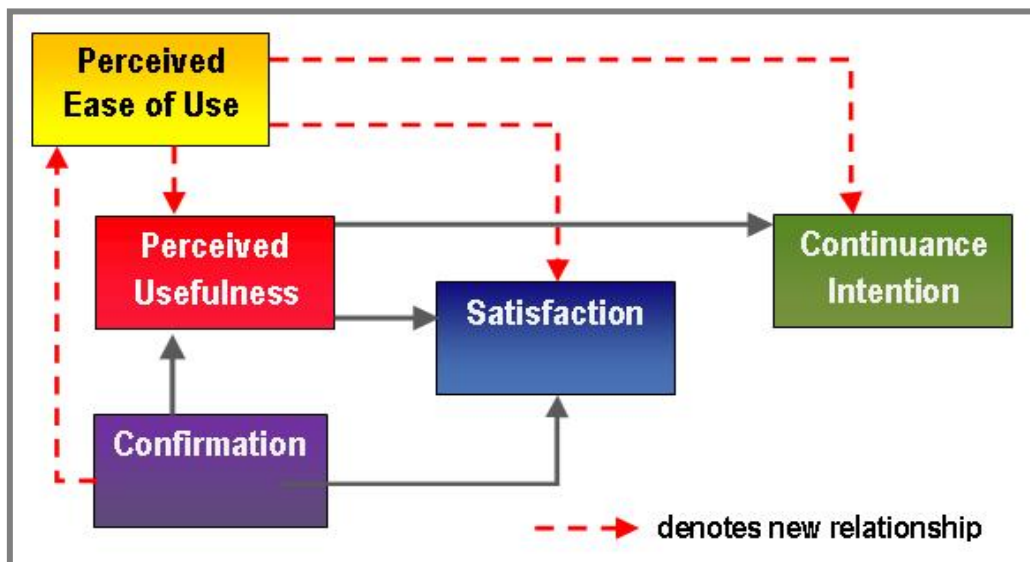 Perceived
Ease of Use
Perceived
Usefulness
Continuance
Intention
Satisfaction
Confirmation
denotes new relationship